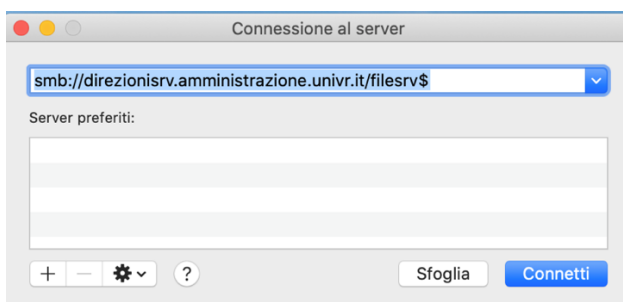 Connessione al server
smb://direzionisrv.amministrazione.univr.it/filesrv$
Server preferiti:
+ − ? Sfoglia Connetti